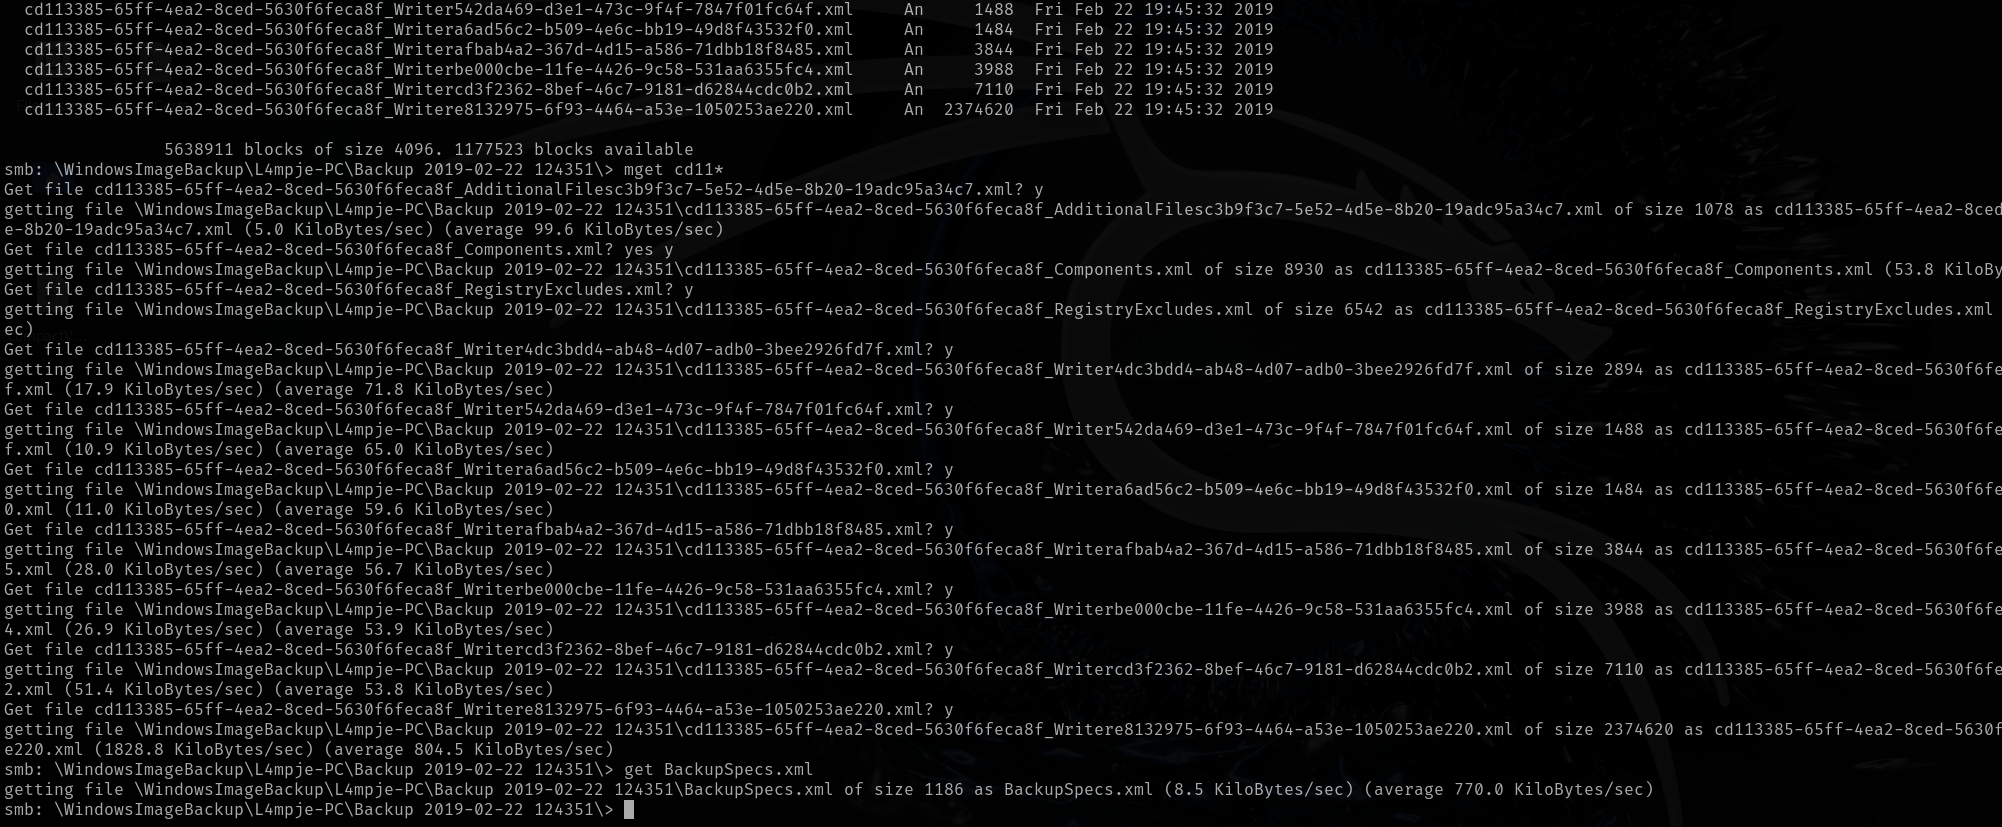 cd113385-65ff-4ea2-8ced-5630f6feca8f_Writer542da469-d3e1-473c-9f4f-7847f01fc64f.xml     An     1488  Fri Feb 22 19:45:32 2019
cd113385-65ff-4ea2-8ced-5630f6feca8f_Writera6ad56c2-b509-4e6c-bb19-49d8f43532f0.xml     An     1484  Fri Feb 22 19:45:32 2019
cd113385-65ff-4ea2-8ced-5630f6feca8f_Writerafbab4a2-367d-4d15-a586-71dbb18f8485.xml     An     3844  Fri Feb 22 19:45:32 2019
cd113385-65ff-4ea2-8ced-5630f6feca8f_Writerbe000cbe-11fe-4426-9c58-531aa6355fc4.xml     An     3988  Fri Feb 22 19:45:32 2019
cd113385-65ff-4ea2-8ced-5630f6feca8f_Writercd3f2362-8bef-46c7-9181-d62844cdc0b2.xml     An     7110  Fri Feb 22 19:45:32 2019
cd113385-65ff-4ea2-8ced-5630f6feca8f_Writere8132975-6f93-4464-a53e-1050253ae220.xml     An  2374620  Fri Feb 22 19:45:32 2019
5638911 blocks of size 4096. 1177523 blocks available
smb: \WindowsImageBackup\L4mpje-PC\Backup 2019-02-22 124351\> mget cd11*
Get file cd113385-65ff-4ea2-8ced-5630f6feca8f_AdditionalFilesc3b9f3c7-5e52-4d5e-8b20-19adc95a34c7.xml? y
getting file \WindowsImageBackup\L4mpje-PC\Backup 2019-02-22 124351\cd113385-65ff-4ea2-8ced-5630f6feca8f_AdditionalFilesc3b9f3c7-5e52-4d5e-8b20-19adc95a34c7.xml of size 1078 as cd113385-65ff-4ea2-8ced
e-8b20-19adc95a34c7.xml (5.0 KiloBytes/sec) (average 99.6 KiloBytes/sec)
Get file cd113385-65ff-4ea2-8ced-5630f6feca8f_Components.xml? yes y
getting file \WindowsImageBackup\L4mpje-PC\Backup 2019-02-22 124351\cd113385-65ff-4ea2-8ced-5630f6feca8f_Components.xml of size 8930 as cd113385-65ff-4ea2-8ced-5630f6feca8f_Components.xml (53.8 KiloBy
Get file cd113385-65ff-4ea2-8ced-5630f6feca8f_RegistryExcludes.xml? y
getting file \WindowsImageBackup\L4mpje-PC\Backup 2019-02-22 124351\cd113385-65ff-4ea2-8ced-5630f6feca8f_RegistryExcludes.xml of size 6542 as cd113385-65ff-4ea2-8ced-5630f6feca8f_RegistryExcludes.xml
ec)
Get file cd113385-65ff-4ea2-8ced-5630f6feca8f_Writer4dc3bdd4-ab48-4d07-adb0-3bee2926fd7f.xml? y
getting file \WindowsImageBackup\L4mpje-PC\Backup 2019-02-22 124351\cd113385-65ff-4ea2-8ced-5630f6feca8f_Writer4dc3bdd4-ab48-4d07-adb0-3bee2926fd7f.xml of size 2894 as cd113385-65ff-4ea2-8ced-5630f6fe
f.xml (17.9 KiloBytes/sec) (average 71.8 KiloBytes/sec)
Get file cd113385-65ff-4ea2-8ced-5630f6feca8f_Writer542da469-d3e1-473c-9f4f-7847f01fc64f.xml? y
getting file \WindowsImageBackup\L4mpje-PC\Backup 2019-02-22 124351\cd113385-65ff-4ea2-8ced-5630f6feca8f_Writer542da469-d3e1-473c-9f4f-7847f01fc64f.xml of size 1488 as cd113385-65ff-4ea2-8ced-5630f6fe
f.xml (10.9 KiloBytes/sec) (average 65.0 KiloBytes/sec)
Get file cd113385-65ff-4ea2-8ced-5630f6feca8f_Writera6ad56c2-b509-4e6c-bb19-49d8f43532f0.xml? y
getting file \WindowsImageBackup\L4mpje-PC\Backup 2019-02-22 124351\cd113385-65ff-4ea2-8ced-5630f6feca8f_Writera6ad56c2-b509-4e6c-bb19-49d8f43532f0.xml of size 1484 as cd113385-65ff-4ea2-8ced-5630f6fe
0.xml (11.0 KiloBytes/sec) (average 59.6 KiloBytes/sec)
Get file cd113385-65ff-4ea2-8ced-5630f6feca8f_Writerafbab4a2-367d-4d15-a586-71dbb18f8485.xml? y
getting file \WindowsImageBackup\L4mpje-PC\Backup 2019-02-22 124351\cd113385-65ff-4ea2-8ced-5630f6feca8f_Writerafbab4a2-367d-4d15-a586-71dbb18f8485.xml of size 3844 as cd113385-65ff-4ea2-8ced-5630f6fe
5.xml (28.0 KiloBytes/sec) (average 56.7 KiloBytes/sec)
Get file cd113385-65ff-4ea2-8ced-5630f6feca8f_Writerbe000cbe-11fe-4426-9c58-531aa6355fc4.xml? y
getting file \WindowsImageBackup\L4mpje-PC\Backup 2019-02-22 124351\cd113385-65ff-4ea2-8ced-5630f6feca8f_Writerbe000cbe-11fe-4426-9c58-531aa6355fc4.xml of size 3988 as cd113385-65ff-4ea2-8ced-5630f6fe
4.xml (26.9 KiloBytes/sec) (average 53.9 KiloBytes/sec)
Get file cd113385-65ff-4ea2-8ced-5630f6feca8f_Writercd3f2362-8bef-46c7-9181-d62844cdc0b2.xml? y
getting file \WindowsImageBackup\L4mpje-PC\Backup 2019-02-22 124351\cd113385-65ff-4ea2-8ced-5630f6feca8f_Writercd3f2362-8bef-46c7-9181-d62844cdc0b2.xml of size 7110 as cd113385-65ff-4ea2-8ced-5630f6fe
2.xml (51.4 KiloBytes/sec) (average 53.8 KiloBytes/sec)
Get file cd113385-65ff-4ea2-8ced-5630f6feca8f_Writere8132975-6f93-4464-a53e-1050253ae220.xml? y
getting file \WindowsImageBackup\L4mpje-PC\Backup 2019-02-22 124351\cd113385-65ff-4ea2-8ced-5630f6feca8f_Writere8132975-6f93-4464-a53e-1050253ae220.xml of size 2374620 as cd113385-65ff-4ea2-8ced-5630f
e220.xml (1828.8 KiloBytes/sec) (average 804.5 KiloBytes/sec)
smb: \WindowsImageBackup\L4mpje-PC\Backup 2019-02-22 124351\> get BackupSpecs.xml
getting file \WindowsImageBackup\L4mpje-PC\Backup 2019-02-22 124351\BackupSpecs.xml of size 1186 as BackupSpecs.xml (8.5 KiloBytes/sec) (average 770.0 KiloBytes/sec)
smb: \WindowsImageBackup\L4mpje-PC\Backup 2019-02-22 124351\>